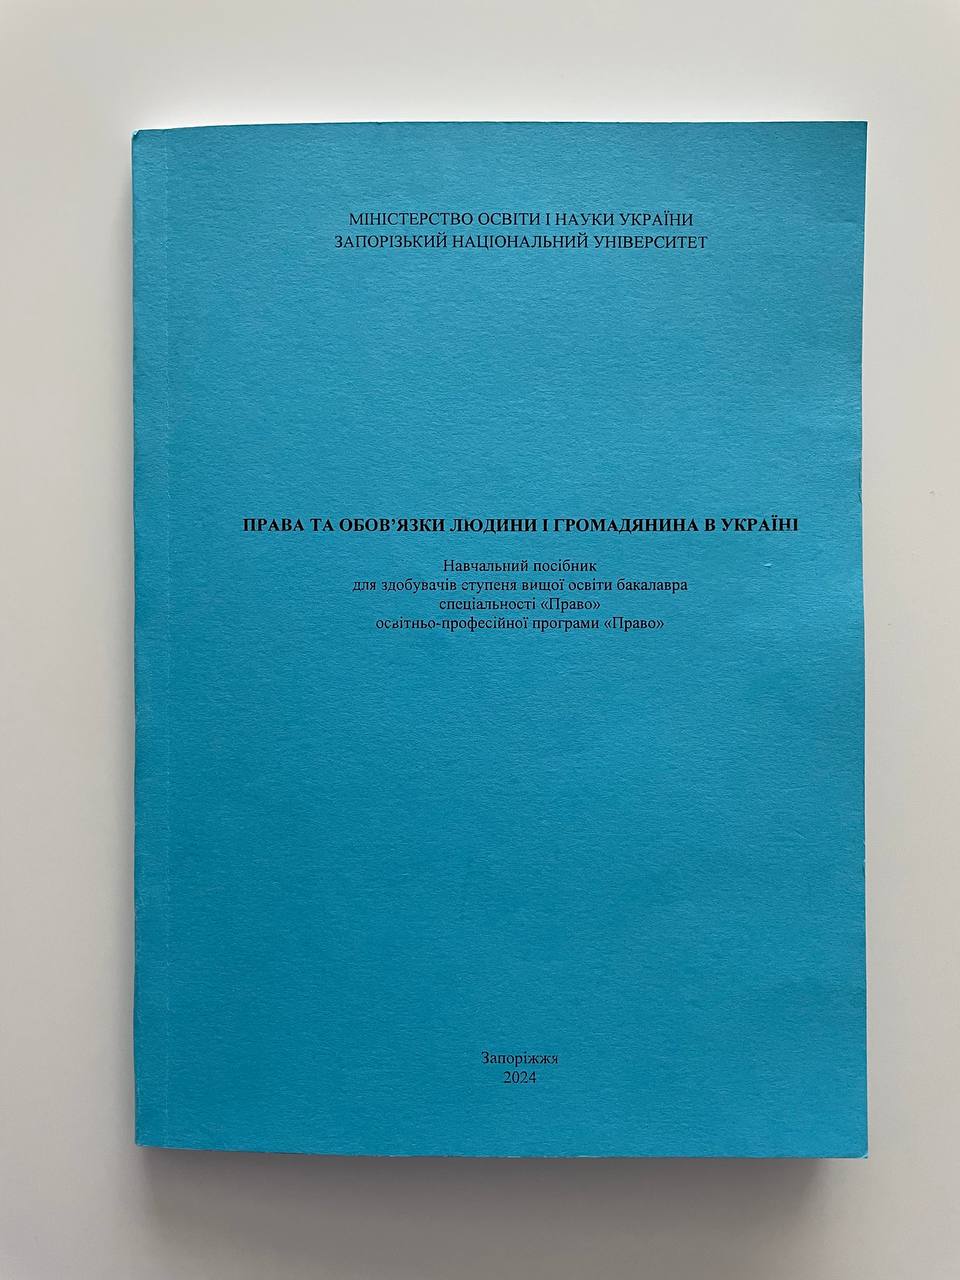 МІНІСТЕРСТВО ОСВІТИ І НАУКИ УКРАЇНИ
ЗАПОРІЗЬКИЙ НАЦІОНАЛЬНИЙ УНІВЕРСИТЕТ
ПРАВА ТА ОБОВ’ЯЗКИ ЛЮДИНИ І ГРОМАДЯНИНА В УКРАЇНІ
Навчальний посібник
для здобувачів ступеня вищої освіти бакалавра
спеціальності «Право»
освітньо-професійної програми «Право»
Запоріжжя
2024